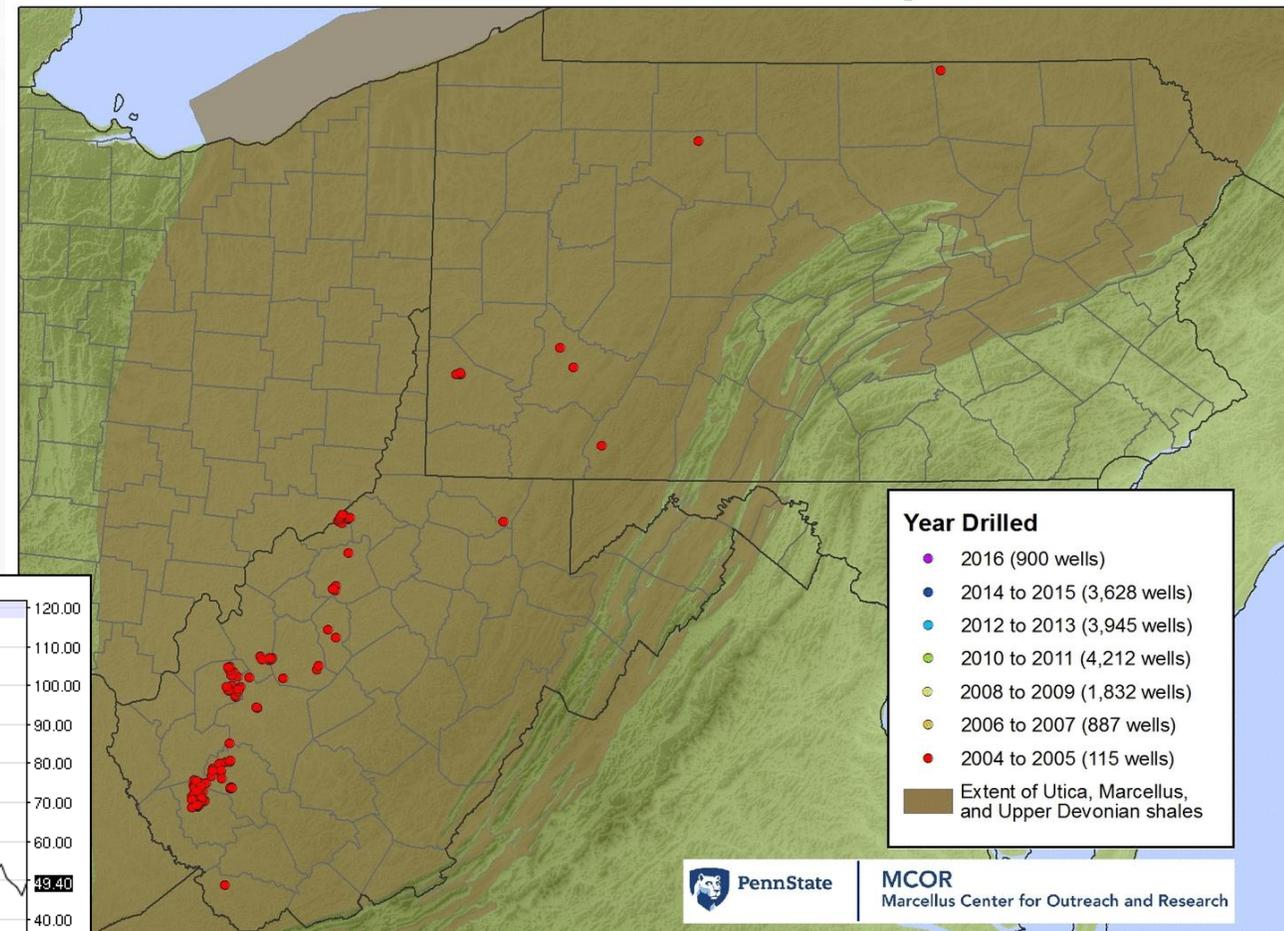 120.00
110.00
100.00
90.00
80.00
70.00
60.00
49.40
40.00
Year Drilled
2016 (900 wells)
2014 to 2015 (3,628 wells)
2012 to 2013 (3,945 wells)
2010 to 2011 (4,212 wells)
2008 to 2009 (1,832 wells)
2006 to 2007 (887 wells)
2004 to 2005 (115 wells)
Extent of Utica, Marcellus,
and Upper Devonian shales
PennState
MCOR
Marcellus Center for Outreach and Research